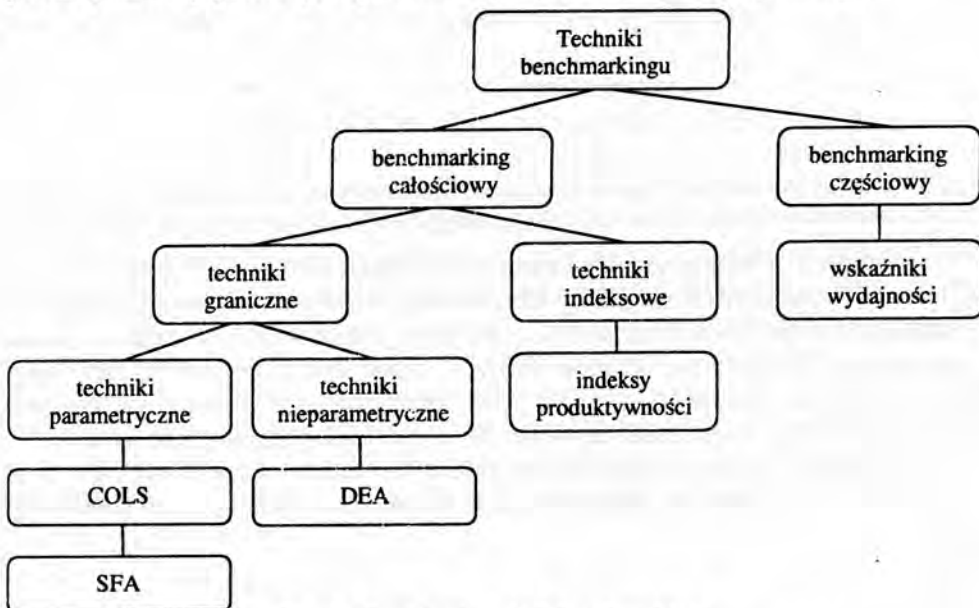 Techniki
benchmarkingu
benchmarking
całościowy
benchmarking
częściowy
techniki
graniczne
techniki
indeksowe
wskaźniki
wydajności
techniki
parametryczne
techniki
nieparametryczne
indeksy
produktywności
COLS
DEA
SFA